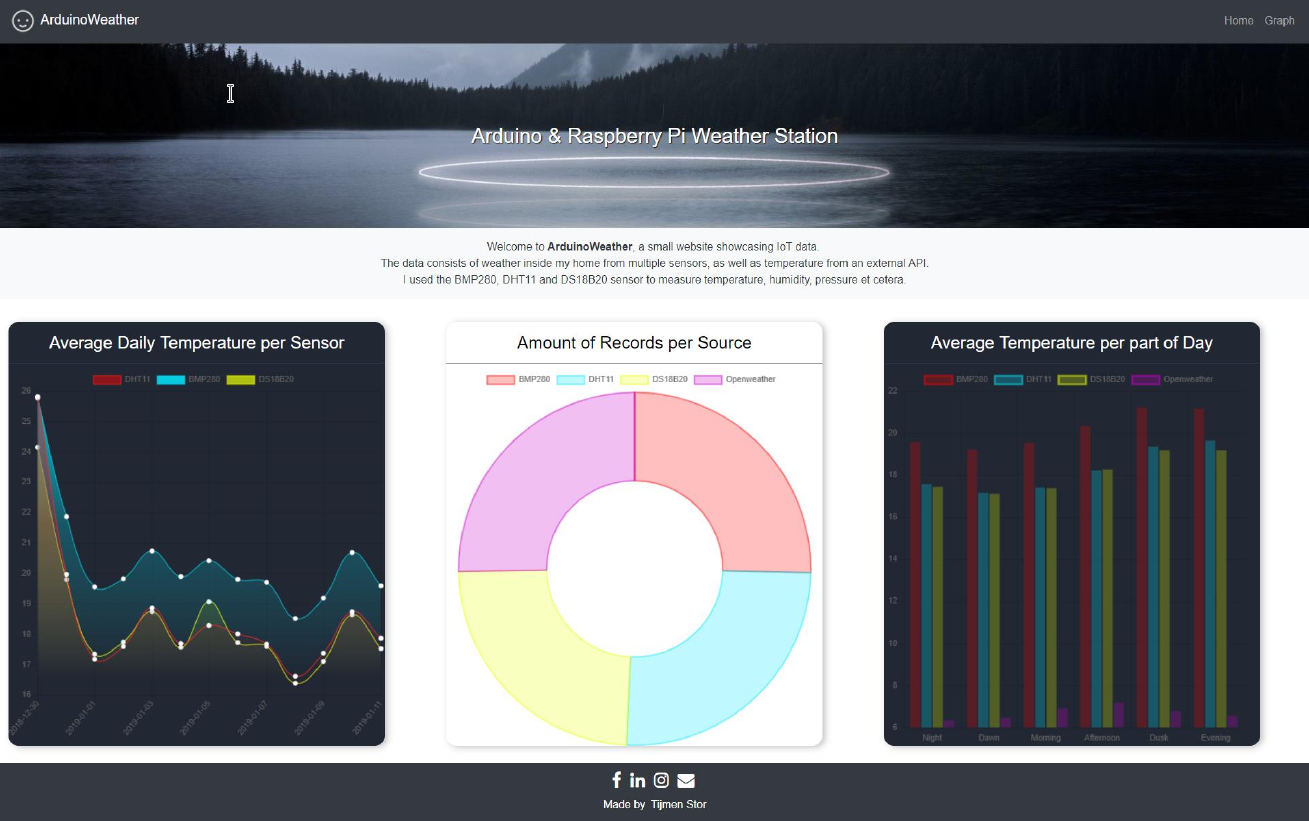 ArduinoWeather
Home Graph
Arduino & Raspberry Pi Weather Station
Welcome to ArduinoWeather, a small website showcasing IoT data.
The data consists of weather inside my home from multiple sensors, as well as temperature from an external API.
I used the BMP280, DHT11 and DS18B20 sensor to measure temperature, humidity, pressure et cetera.
Average Daily Temperature per Sensor
DHT11 BMP280 DS18B20
26
25
24
23
22
21
20
19
18
17
16
2018-12-30 2019-01-01 2019-01-03 2019-01-05 2019-01-07 2019-01-09 2019-01-11
Amount of Records per Source
BMP280 DHT11 DS18B20 Openweather
Average Temperature per part of Day
BMP280 DHT11 DS18B20 Openweather
22
20
18
16
14
12
10
8
6
Night Dawn Morning Afternoon Dusk Evening
Made by Tijmen Stor